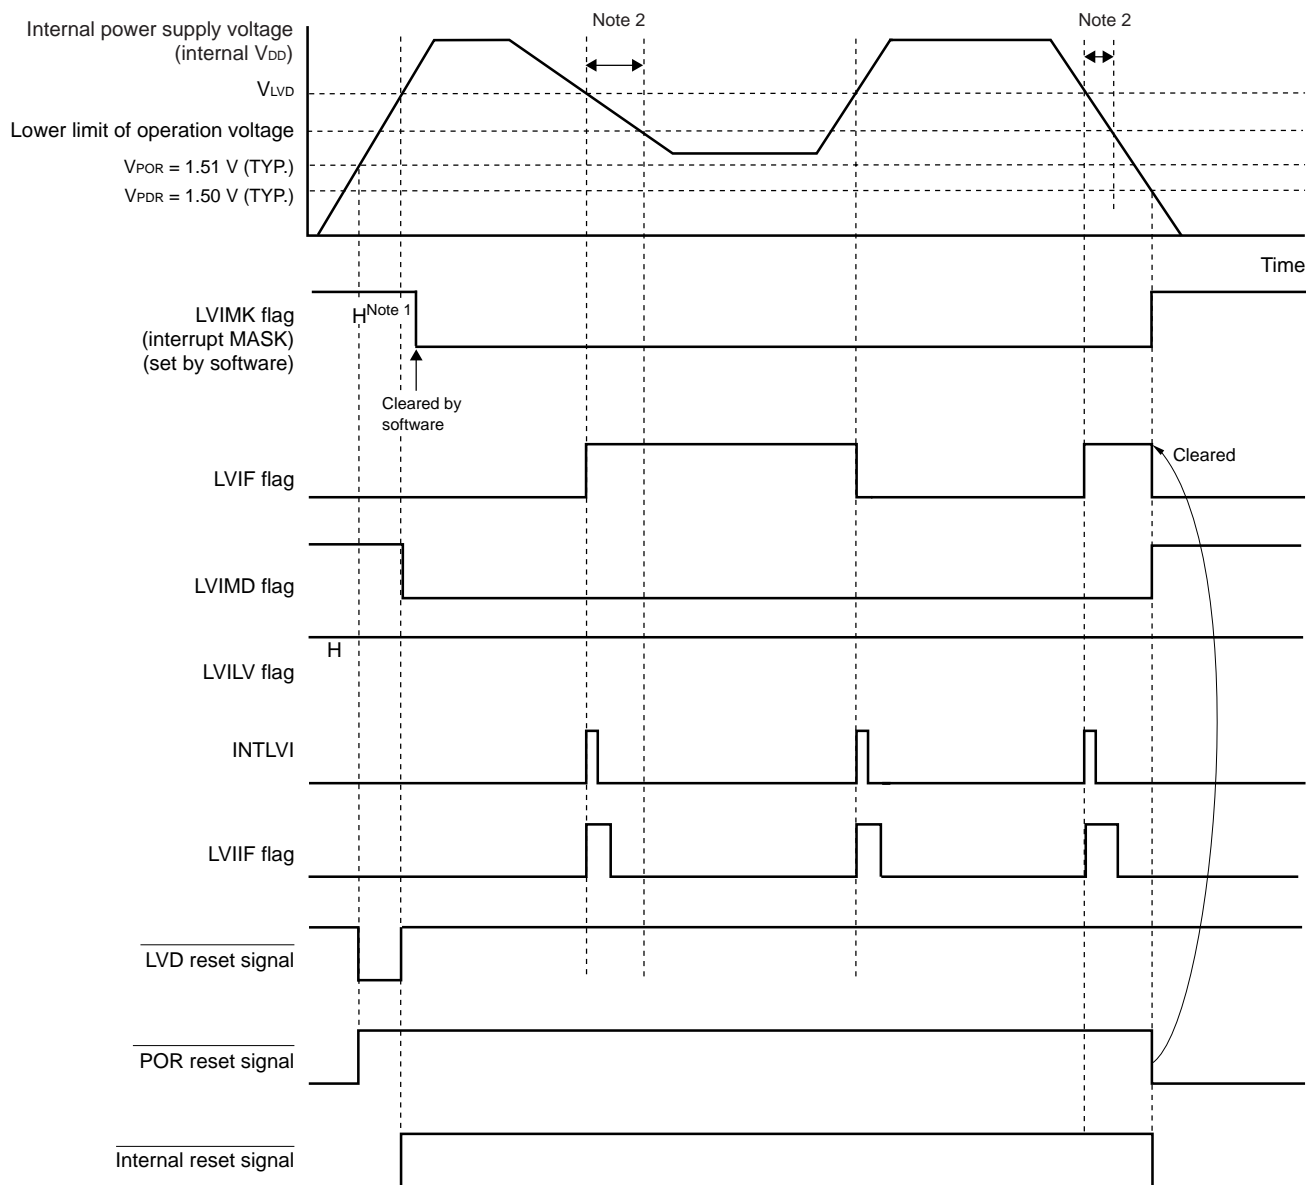 Note 2
Note 2
Internal power supply voltage
(internal VDD)
VLVD
Lower limit of operation voltage
VPOR = 1.51 V (TYP.)
VPDR = 1.50 V (TYP.)
Time
LVIMK flag
(interrupt MASK)
(set by software)
H Note 1
Cleared by
software
LVIF flag
Cleared
LVIMD flag
H
LVILV flag
INTLVI
LVIIF flag
LVD reset signal
POR reset signal
Internal reset signal